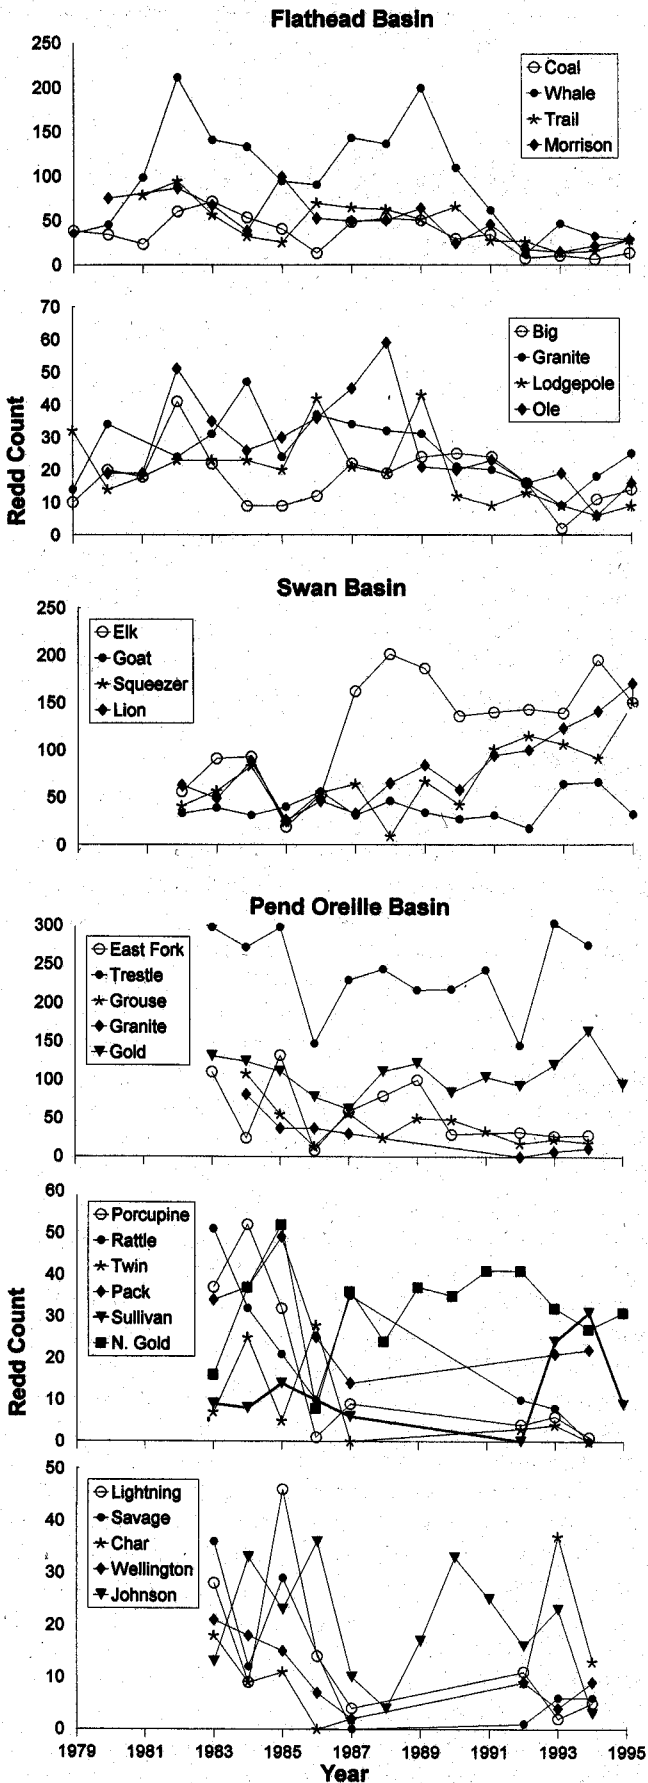 Flathead Basin
250
200
150
100
50
0
Coal
Whale
Trail
Morrison
70
60
50
40
30
20
10
0
Big
Granite
Lodgepole
Ole
Redd Count
Swan Basin
250
200
150
100
50
0
Elk
Goat
Squeezer
Lion
Pend Oreille Basin
300
250
200
150
100
50
0
East Fork
Trestle
Grouse
Granite
Gold
60
50
40
30
20
10
0
Porcupine
Rattle
Twin
Pack
Sullivan
N. Gold
Redd Count
50
40
30
20
10
0
Lightning
Savage
Char
Wellington
Johnson
1979 1981 1983 1985 1987 1989 1991 1993 1995
Year